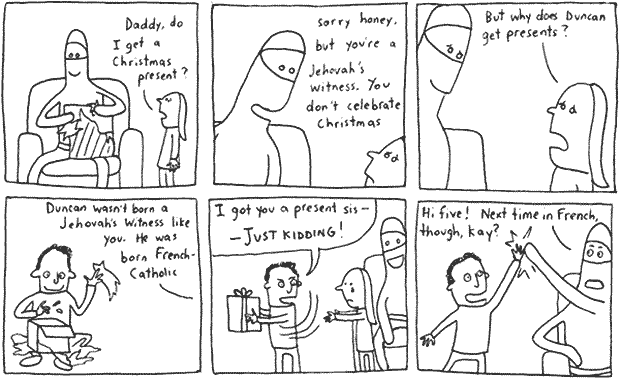 Daddy, do
I get a
Christmas
present?
sorry honey,
but you're a
Jehovah's
witness. You
don't celebrate
Christmas
But why does Duncan
get presents?
Duncan wasn't born a
Jehovah's Witness like
you. He was
born French-
Catholic
I got you a present sis—
—JUST KIDDING!
Hi five! Next time in French,
though, kay?